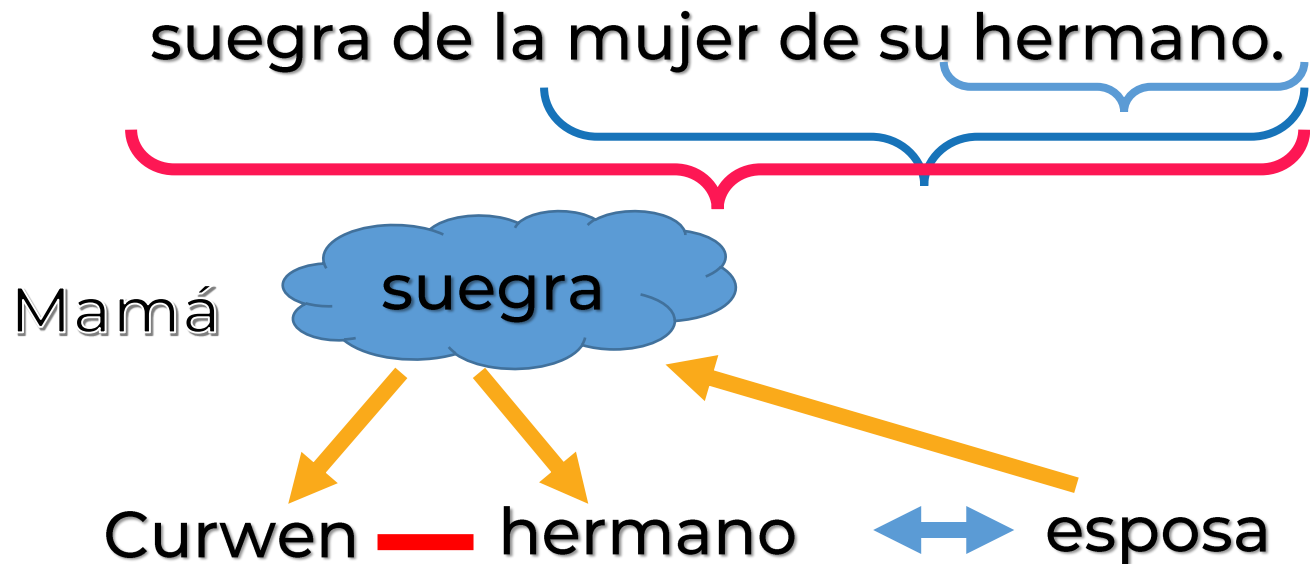 suegra de la mujer de su hermano.
suegra
Mamá
Curwen hermano esposa